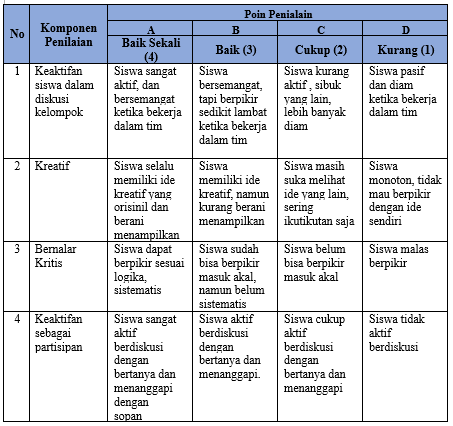 No Komponen Penilaian Poin Penialain
A Baik Sekali (4) B Baik (3) C Cukup (2) D Kurang (1)
1 Keaktifan siswa dalam diskusi kelompok Siswa sangat aktif, dan bersemangat ketika bekerja dalam tim Siswa bersemangat, tapi berpikir sedikit lambat ketika bekerja dalam tim Siswa kurang aktif , sibuk yang lain, lebih banyak diam Siswa pasif dan diam ketika bekerja dalam tim
2 Kreatif Siswa selalu memiliki ide kreatif yang orisinil dan berani menampilkan Siswa memiliki ide kreatif, namun kurang berani menampilkan Siswa masih suka melihat ide yang lain, sering ikutikutan saja Siswa monoton, tidak mau berpikir dengan ide sendiri
3 Bernalar Kritis Siswa dapat berpikir sesuai logika, sistematis Siswa sudah bisa berpikir masuk akal, namun belum sistematis Siswa belum bisa berpikir masuk akal Siswa malas berpikir
4 Keaktifan sebagai partisipan Siswa sangat aktif berdiskusi dengan bertanya dan menanggapi dengan sopan Siswa aktif berdiskusi dengan bertanya dan menanggapi. Siswa cukup aktif berdiskusi dengan bertanya dan menanggapi Siswa tidak aktif berdiskusi